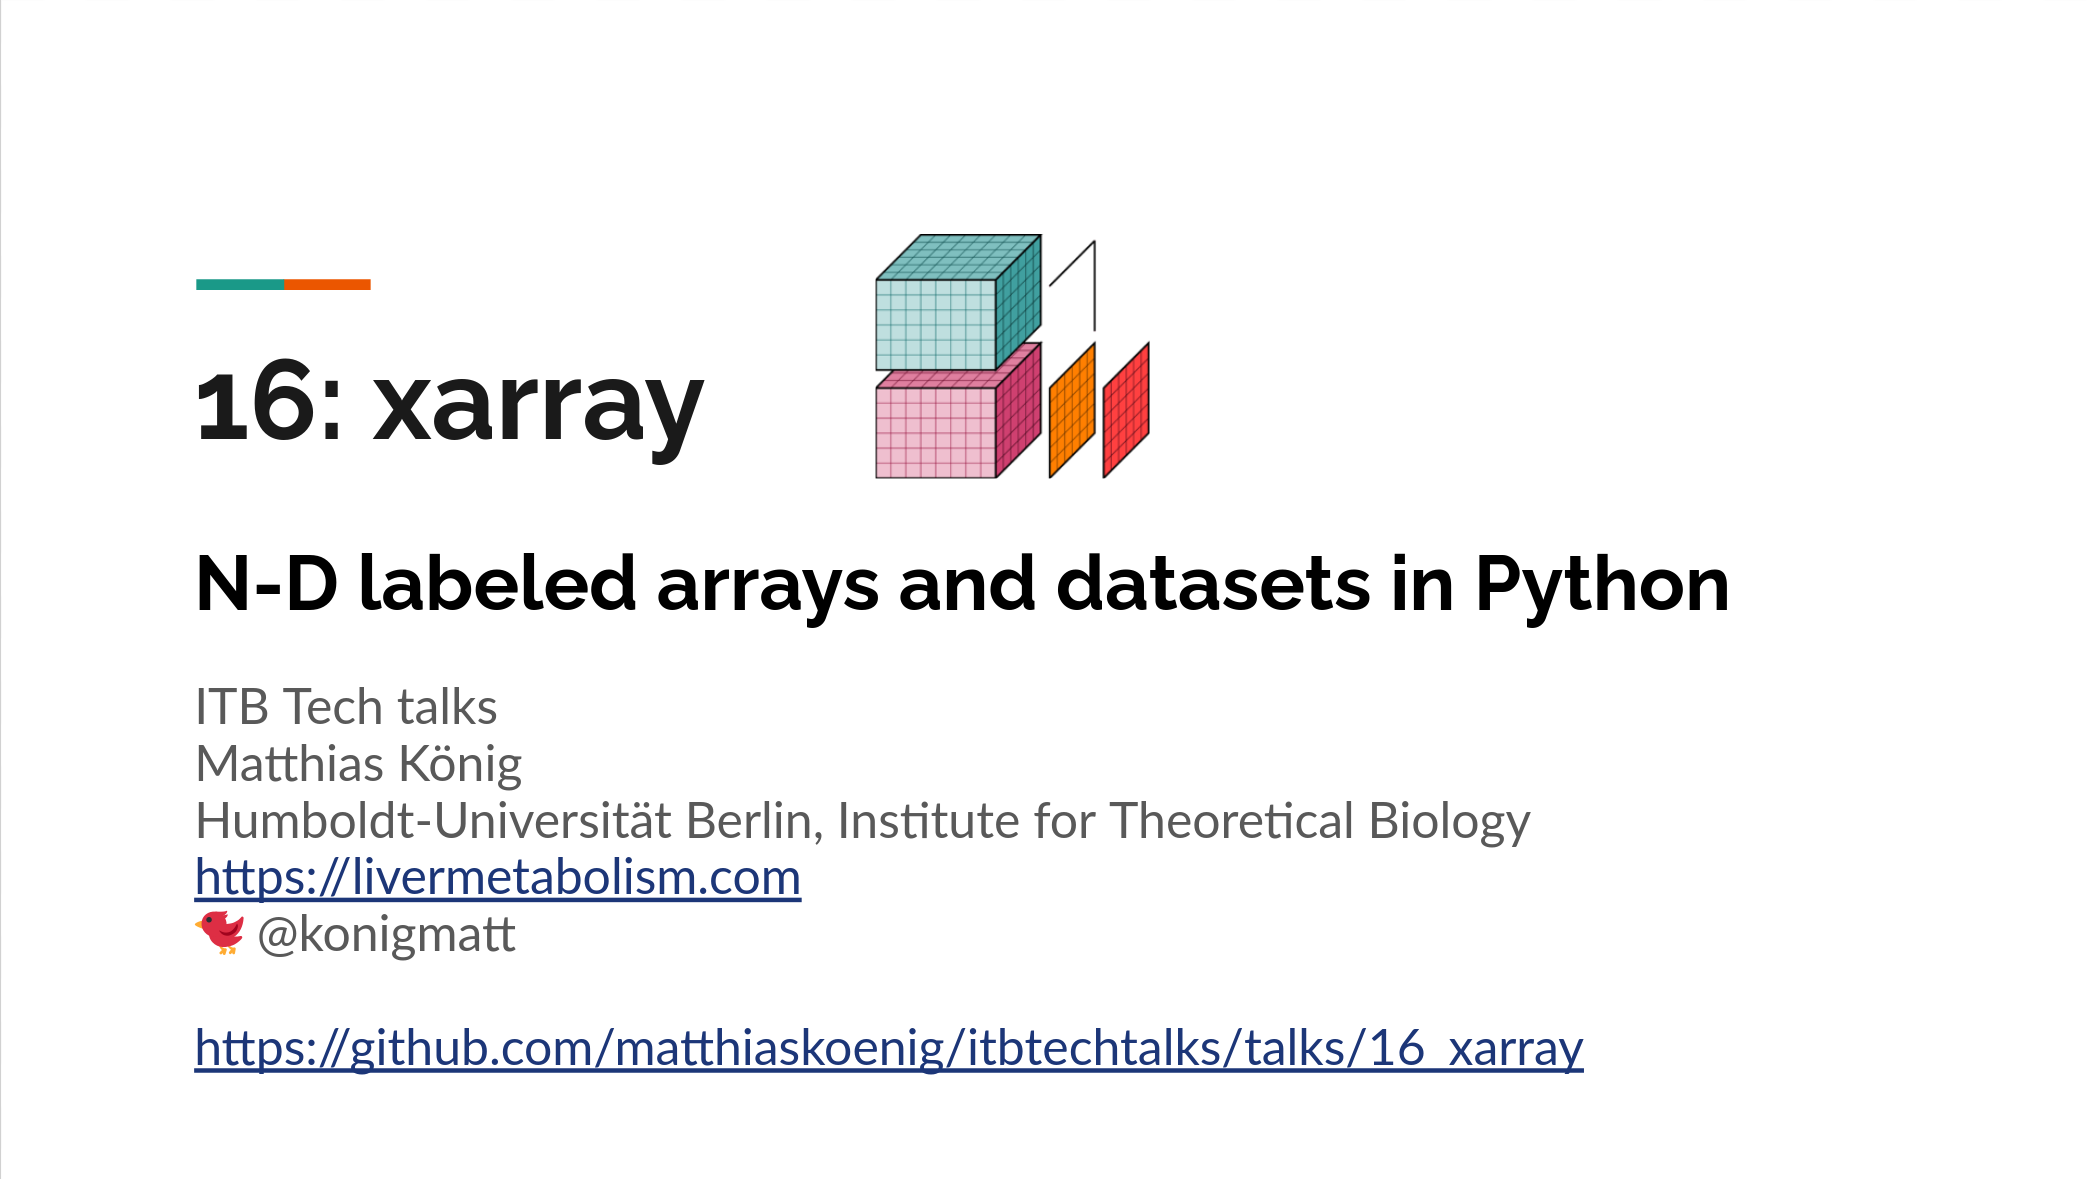 16: xarray
N-D labeled arrays and datasets in Python
ITB Tech talks
Matthias König
Humboldt-Universität Berlin, Institute for Theoretical Biology
https://livermetabolism.com
@konigmatt
https://github.com/matthiaskoenig/itbtechtalks/talks/16_xarray